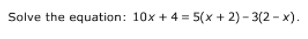 Solve the equation: 10x + 4 = 5(x + 2) – 3(2 – x).